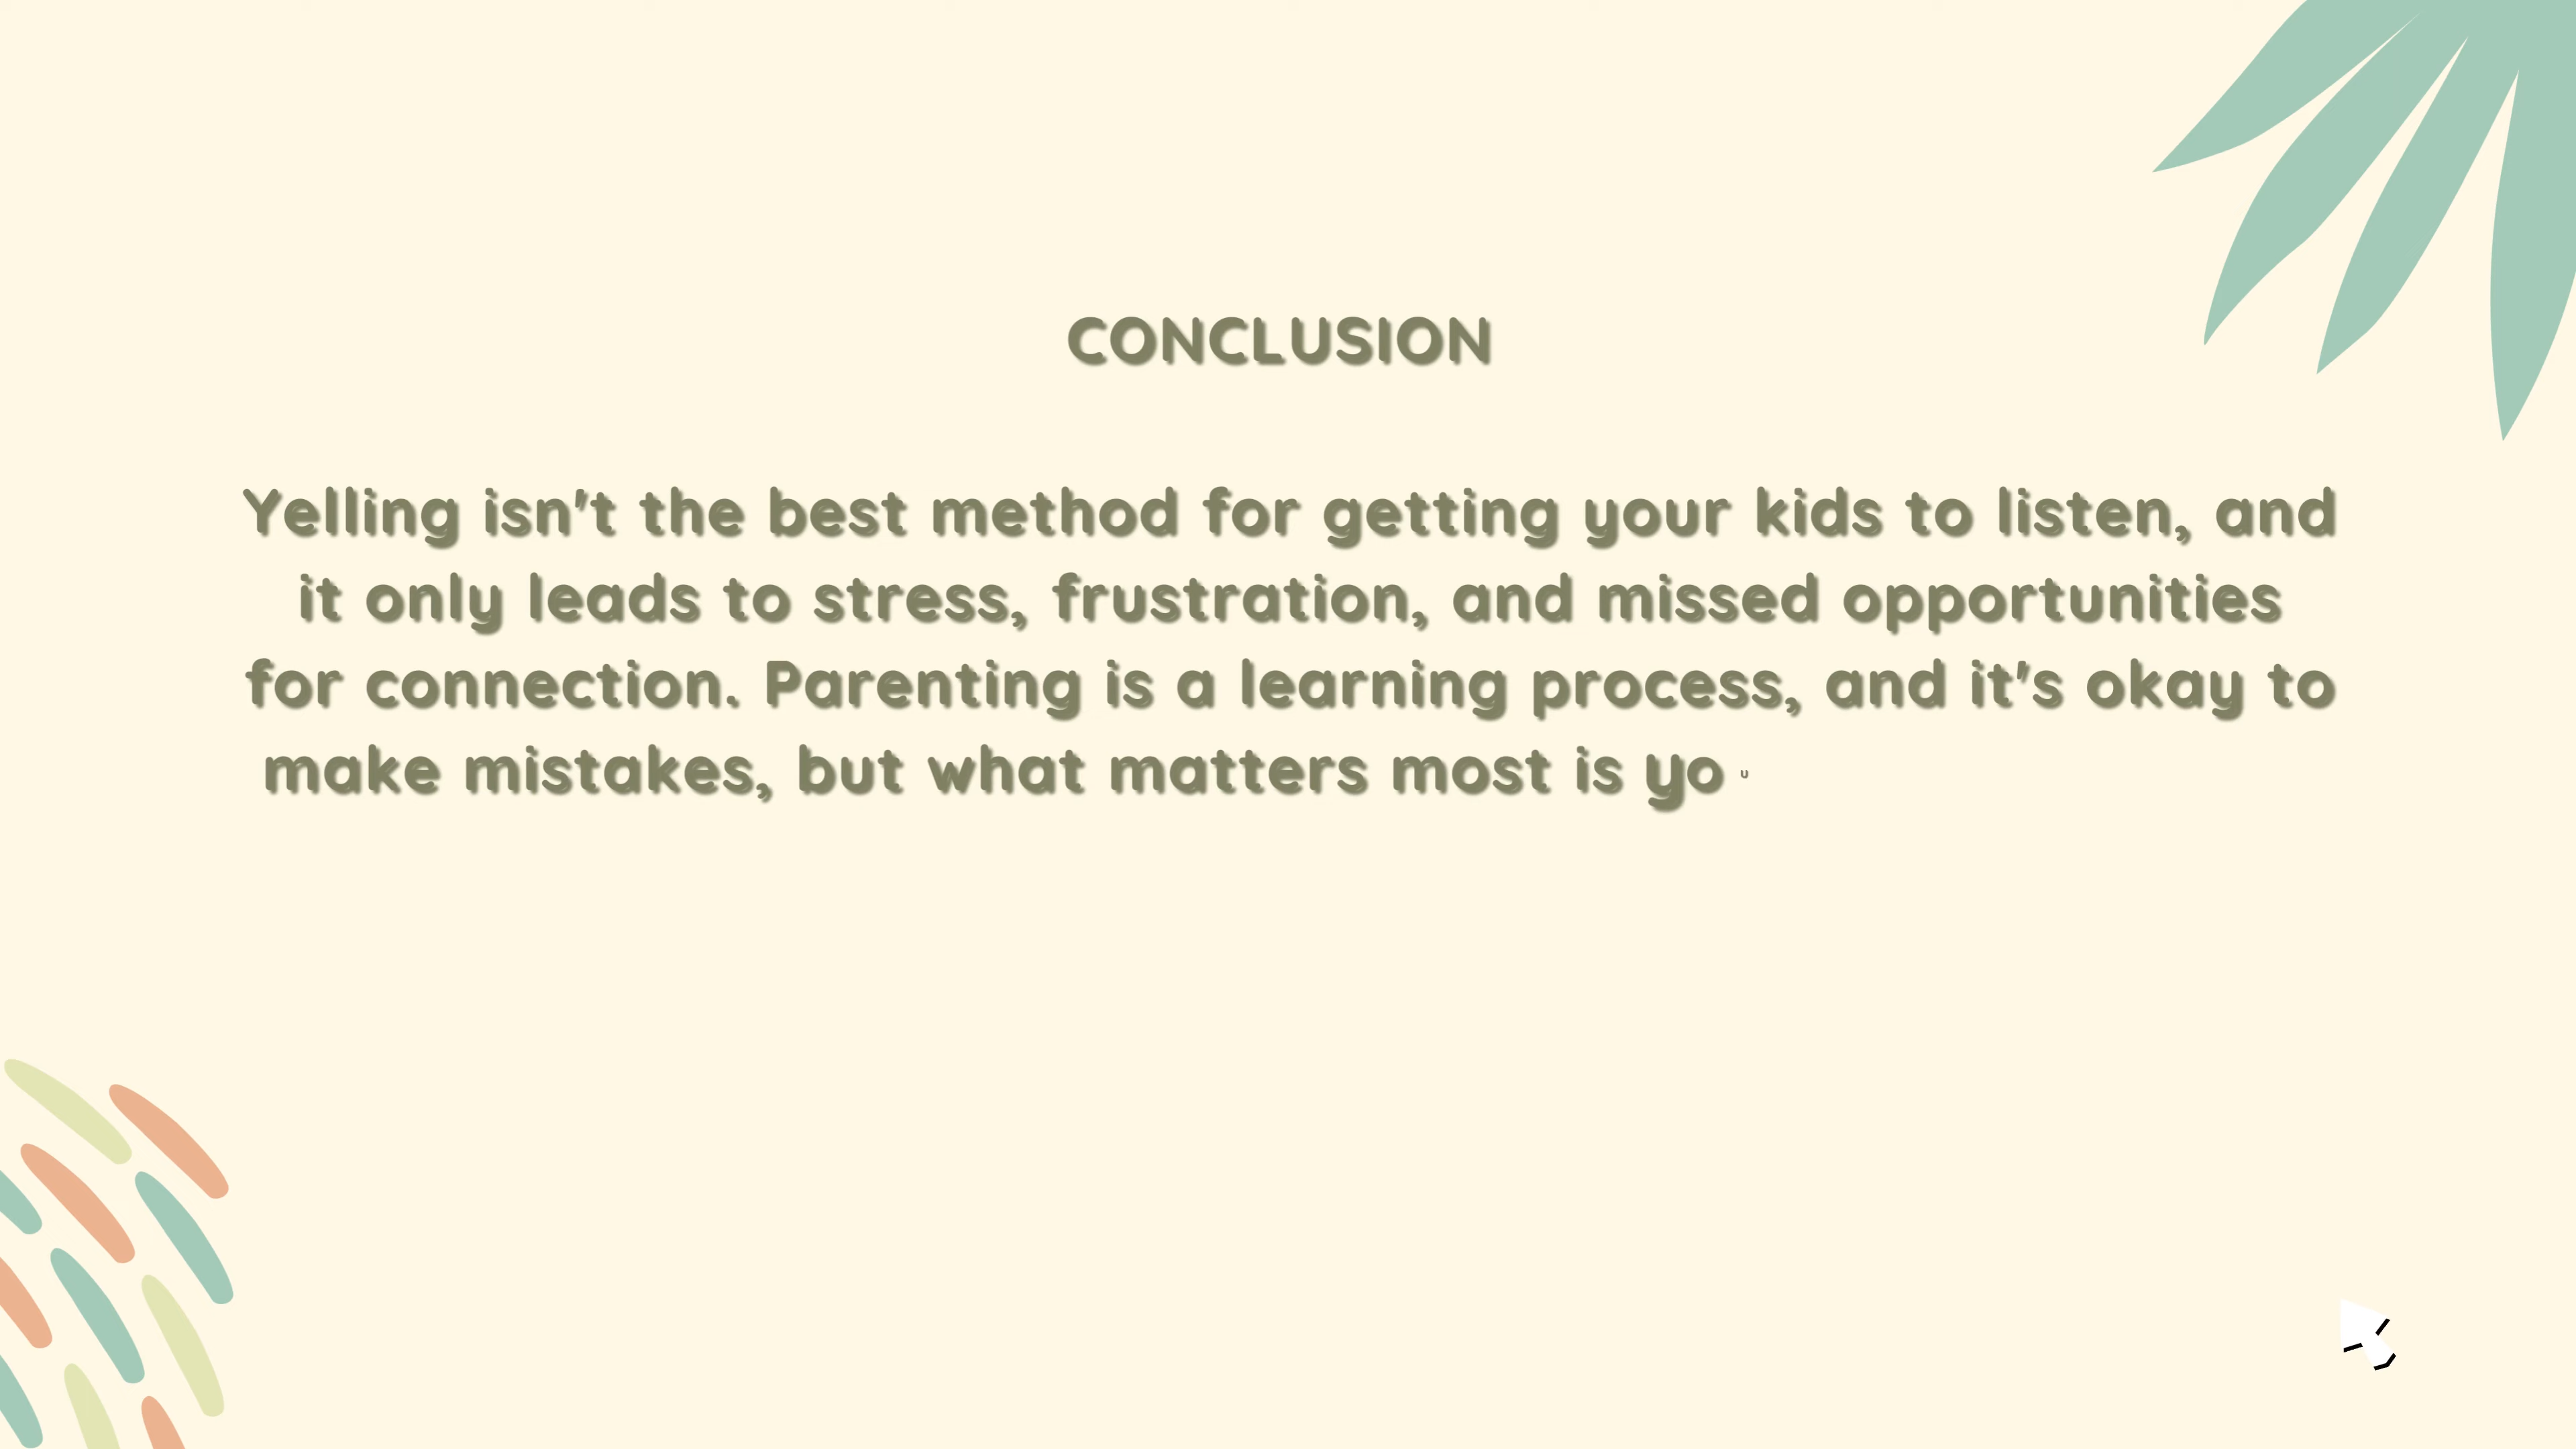 CONCLUSION
Yelling isn't the best method for getting your kids to listen, and
it only leads to stress, frustration, and missed opportunities
for connection. Parenting is a learning process, and it's okay to
make mistakes, but what matters most is you